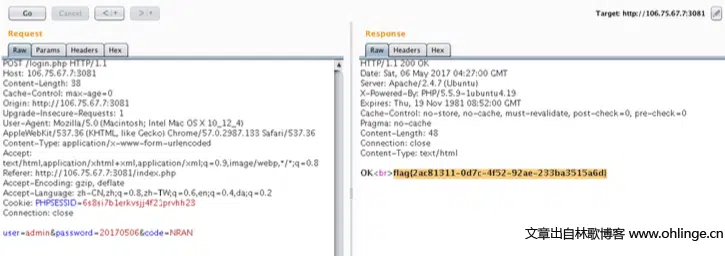 Go Cancel < > Target: http://106.75.67.7:3081
Request
Raw Params Headers Hex
POST /login.php HTTP/1.1
Host: 106.75.67.7:3081
Content-Length: 38
Cache-Control: max-age=0
Origin: http://106.75.67.7:3081
Upgrade-Insecure-Requests: 1
User-Agent: Mozilla/5.0 (Macintosh; Intel Mac OS X 10_12_4)
AppleWebKit/537.36 (KHTML, like Gecko) Chrome/57.0.2987.133 Safari/537.36
Content-Type: application/x-www-form-urlencoded
Accept:
text/html,application/xhtml+xml,application/xml;q=0.9,image/webp,*/*;q=0.8
Referer: http://106.75.67.7:3081/index.php
Accept-Encoding: gzip, deflate
Accept-Language: zh-CN,zh;q=0.8,zh-TW;q=0.6,en;q=0.4,da;q=0.2
Cookie: PHPSESSID=6s8si7b1erkvsjj4f21prvhh23
Connection: close
user=admin&password=20170506&code=NRAN
Response
Raw Headers Hex
HTTP/1.1 200 OK
Date: Sat, 06 May 2017 04:27:00 GMT
Server: Apache/2.4.7 (Ubuntu)
X-Powered-By: PHP/5.5.9-1ubuntu4.19
Expires: Thu, 19 Nov 1981 08:52:00 GMT
Cache-Control: no-store, no-cache, must-revalidate, post-check=0, pre-check=0
Pragma: no-cache
Content-Length: 48
Connection: close
Content-Type: text/html
OK<br>flag{2ac81311-0d7c-4f52-92ae-233ba3515a6d}
文章出自林歌博客 www.ohlinge.cn